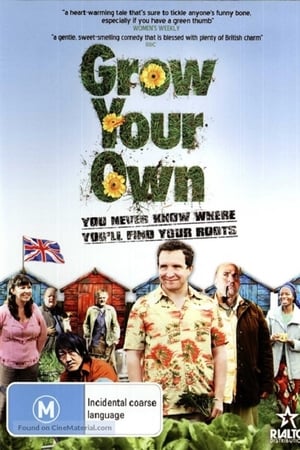 "a heart-warming tale that's sure to tickle anyone's funny bone,
especially if you have a green thumb"
WOMEN'S WEEKLY
"a gentle, sweet-smelling comedy that is blessed with plenty of British charm"
BBC
Grow
Your
Own
YOU NEVER KNOW WHERE
YOU'LL FIND YOUR ROOTS
M
Incidental coarse
language
Found on CineMaterial.com
RIALTO
DISTRIBUTION